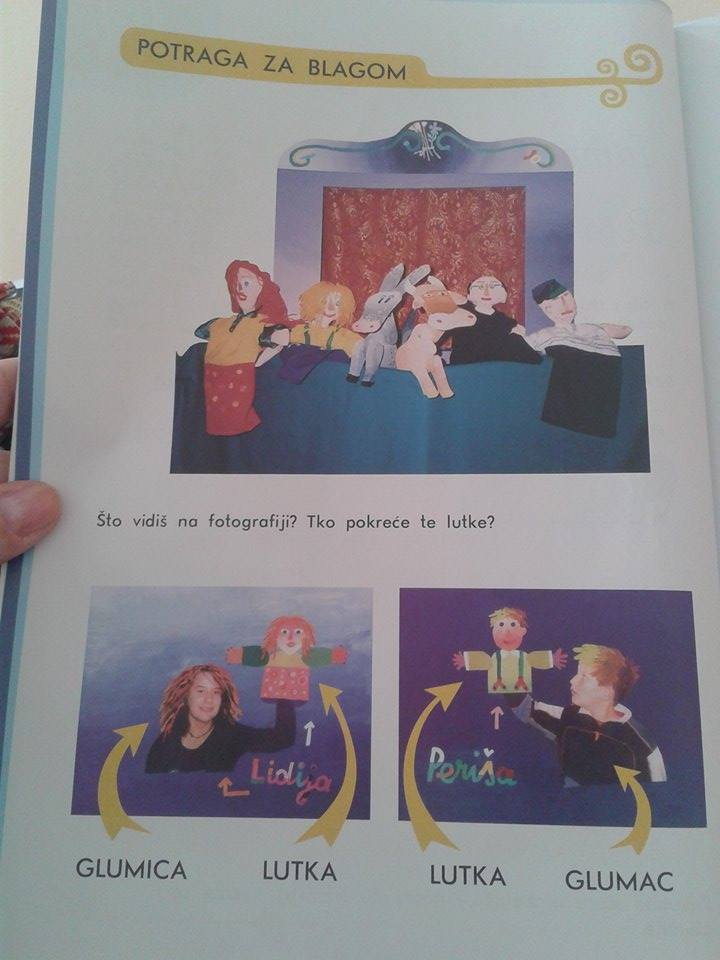 POTRAGA ZA BLAGOM
Što vidiš na fotografiji? Tko pokreće te lutke?
Lidija
Periša
GLUMICA
LUTKA
LUTKA
GLUMAC